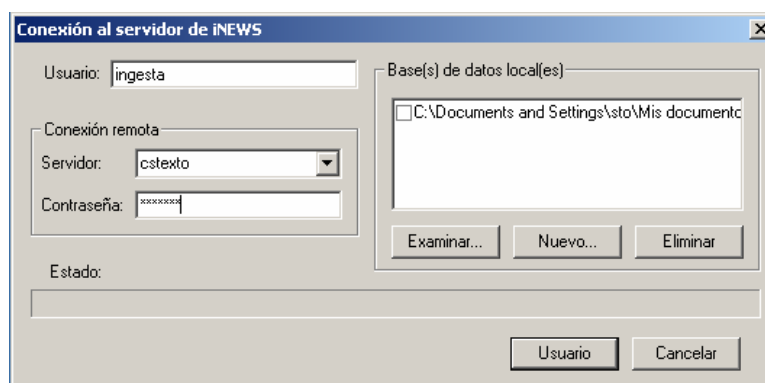 Conexión al servidor de iNEWS
Usuario: ingesta
Conexión remota
Servidor: cstexto
Contraseña: *******
Base(s) de datos local(es)
C:\Documents and Settings\sto\Mis documento
Examinar... Nuevo... Eliminar
Estado:
Usuario Cancelar